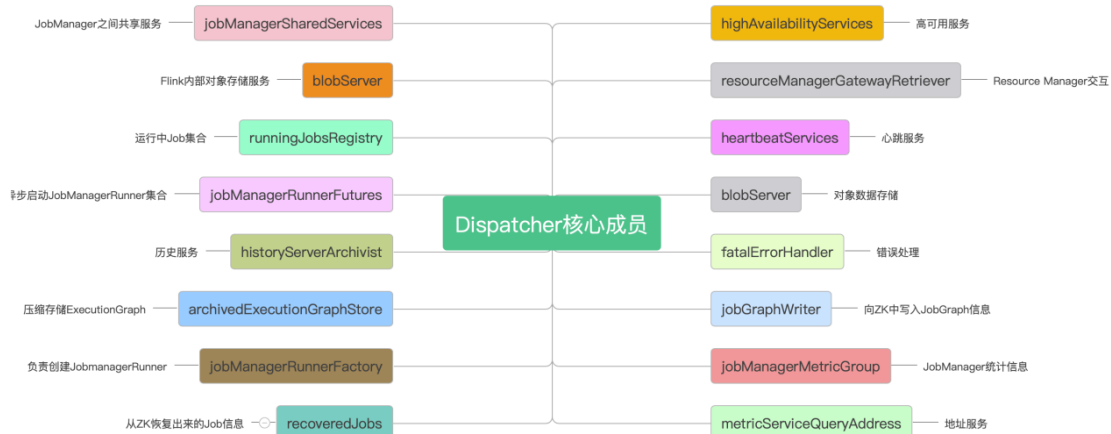 JobManager之间共享服务 jobManagerSharedServices highAvailabilityServices 高可用服务
Flink内部对象存储服务 blobServer resourceManagerGatewayRetriever Resource Manager交互
运行中Job集合 runningJobsRegistry heartbeatServices 心跳服务
异步启动JobManagerRunner集合 jobManagerRunnerFutures blobServer 对象数据存储
Dispatcher核心成员
历史服务 historyServerArchivist fatalErrorHandler 错误处理
压缩存储ExecutionGraph archivedExecutionGraphStore jobGraphWriter 向ZK中写入JobGraph信息
负责创建JobmanagerRunner jobManagerRunnerFactory jobManagerMetricGroup JobManager统计信息
从ZK恢复出来的Job信息 recoveredJobs metricServiceQueryAddress 地址服务